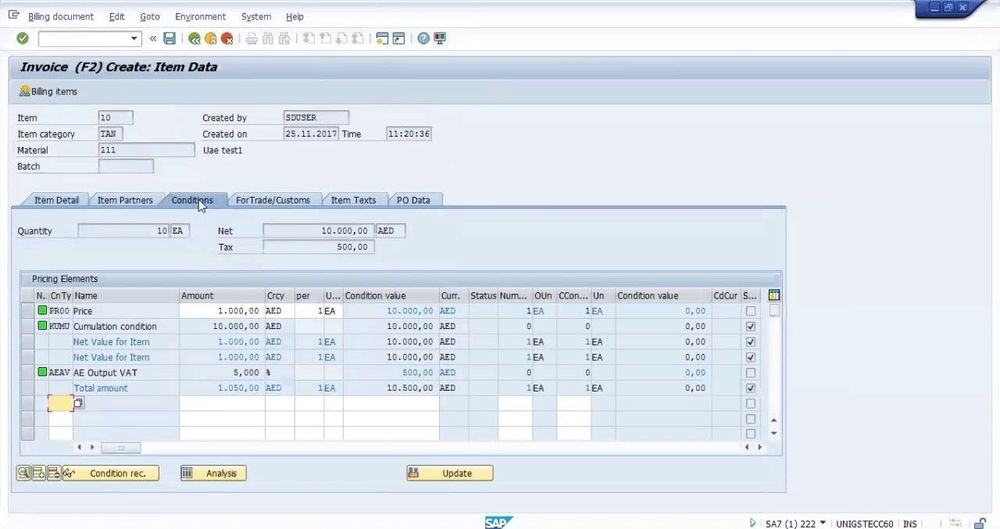 Billing document Edit Goto Environment System Help
Invoice (F2) Create: Item Data
Billing items
Item 10 Created by SDUSER
Item category TAN Created on 25.11.2017 Time 11:20:36
Material 111 Uae test1
Batch
Item Detail Item Partners Conditions ForTrade/Customs Item Texts PO Data
Quantity 10 EA Net 10.000,00 AED
Tax 500,00
Pricing Elements
N.. CnTy Name Amount Crcy per U... Condition value Curr. Status Num... OUn CCon... Un Condition value CdCur S...
PR00 Price 1.000,00 AED 1 EA 10.000,00 AED 1 EA 1 EA 0,00
KUMU Cumulation condition 10.000,00 AED 10.000,00 AED 0 0 0,00
Net Value for Item 1.000,00 AED 1 EA 10.000,00 AED 1 EA 1 EA 0,00
Net Value for Item 1.000,00 AED 1 EA 10.000,00 AED 1 EA 1 EA 0,00
AEAV AE Output VAT 5,000 % 500,00 AED 0 0 0,00
Total amount 1.050,00 AED 1 EA 10.500,00 AED 1 EA 1 EA 0,00
Condition rec. Analysis Update
SAP SA7 (1) 222 UNIGSTECC60 INS